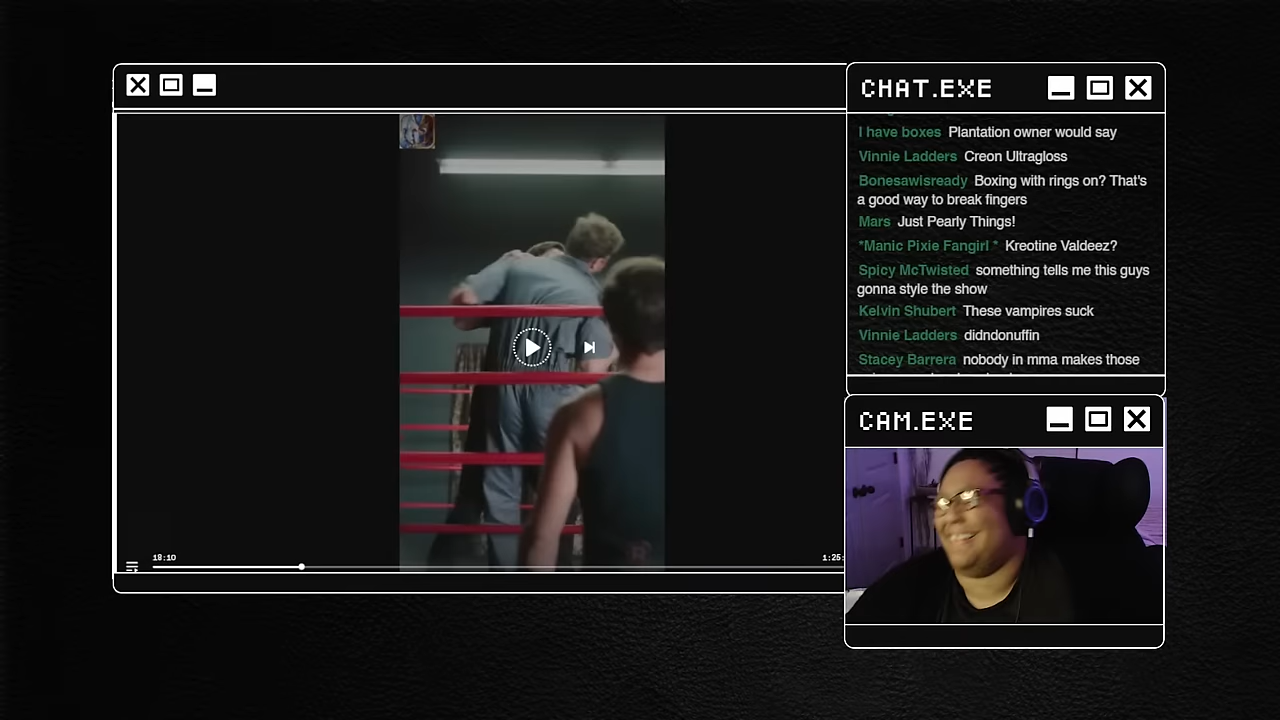 CHAT.EXE
I have boxes Plantation owner would say
Vinnie Ladders Creon Ultragloss
Bonesawisready Boxing with rings on? That's
a good way to break fingers
Mars Just Pearly Things!
*Manic Pixie Fangirl * Kreotine Valdeez?
Spicy McTwisted something tells me this guys
gonna style the show
Kelvin Shubert These vampires suck
Vinnie Ladders didndonuffin
Stacey Barrera nobody in mma makes those
CAM.EXE
19:10
1:25: